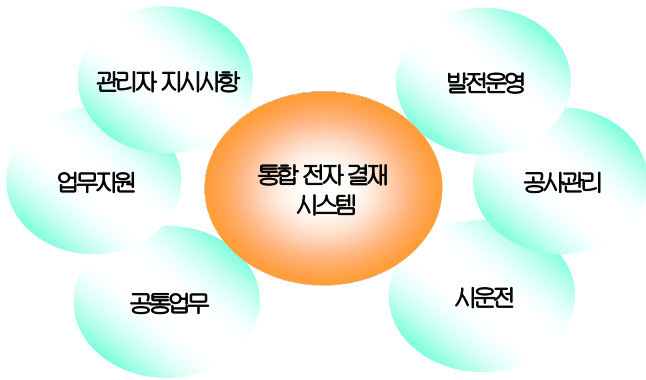 관리자 지시사항
발전운영
통합 전자 결재
시스템
업무지원
공사관리
공통업무
시운전